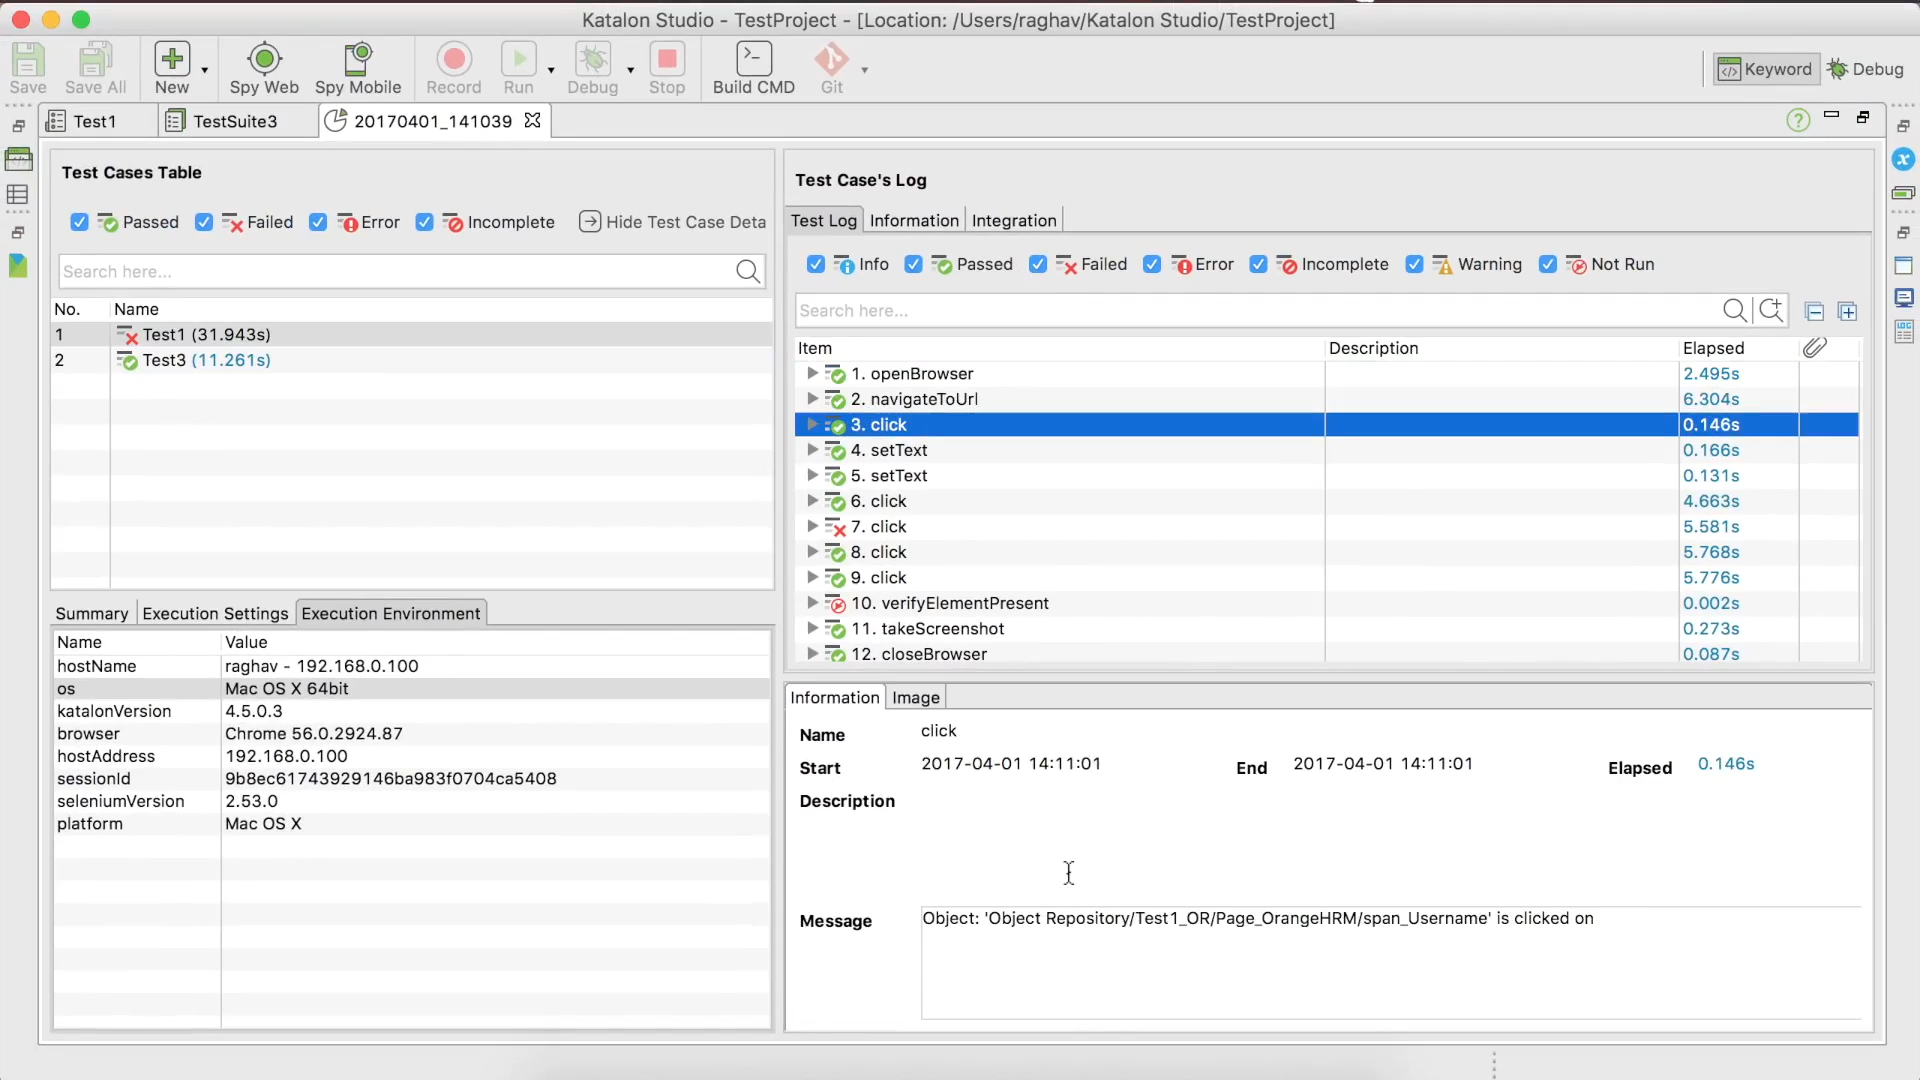 Katalon Studio - TestProject - [Location: /Users/raghav/Katalon Studio/TestProject]
Save
Save All
New
Spy Web
Spy Mobile
Record
Run
Debug
Stop
Build CMD
Git
Keyword
Debug
Test1
TestSuite3
20170401_141039
Test Cases Table
Passed
Failed
Error
Incomplete
Hide Test Case Deta
Search here...
No. Name
1 Test1 (31.943s)
2 Test3 (11.261s)
Summary
Execution Settings
Execution Environment
Name Value
hostName raghav - 192.168.0.100
os Mac OS X 64bit
katalonVersion 4.5.0.3
browser Chrome 56.0.2924.87
hostAddress 192.168.0.100
sessionId 9b8ec61743929146ba983f0704ca5408
seleniumVersion 2.53.0
platform Mac OS X
Test Case's Log
Test Log
Information
Integration
Info
Passed
Failed
Error
Incomplete
Warning
Not Run
Search here...
Item Description Elapsed
1. openBrowser 2.495s
2. navigateToUrl 6.304s
3. click 0.146s
4. setText 0.166s
5. setText 0.131s
6. click 4.663s
7. click 5.581s
8. click 5.768s
9. click 5.776s
10. verifyElementPresent 0.002s
11. takeScreenshot 0.273s
12. closeBrowser 0.087s
Information
Image
Name click
Start 2017-04-01 14:11:01 End 2017-04-01 14:11:01 Elapsed 0.146s
Description
Message Object: 'Object Repository/Test1_OR/Page_OrangeHRM/span_Username' is clicked on
LOG